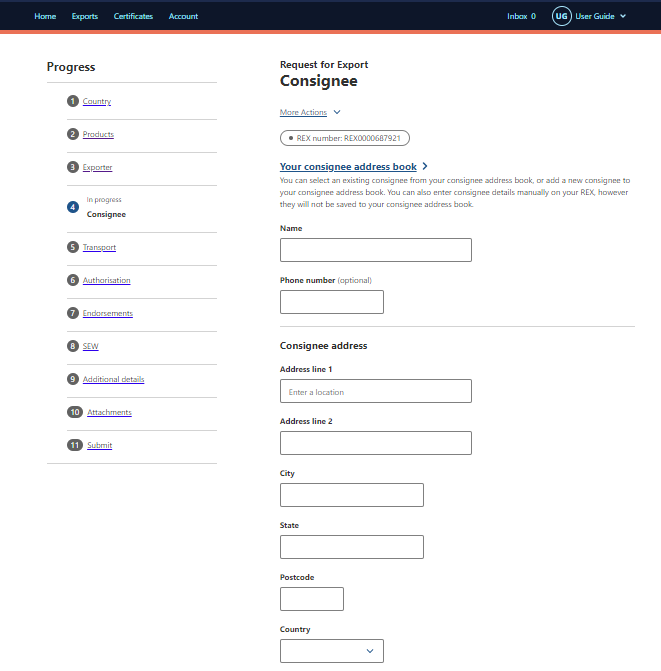 Home Exports Certificates Account Inbox 0 UG User Guide
Progress
1 Country
2 Products
3 Exporter
In progress
4 Consignee
5 Transport
6 Authorisation
7 Endorsements
8 SEW
9 Additional details
10 Attachments
11 Submit
Request for Export
Consignee
More Actions
REX number: REX0000687921
Your consignee address book
You can select an existing consignee from your consignee address book, or add a new consignee to
your consignee address book. You can also enter consignee details manually on your REX, however
they will not be saved to your consignee address book.
Name
Phone number (optional)
Consignee address
Address line 1
Enter a location
Address line 2
City
State
Postcode
Country